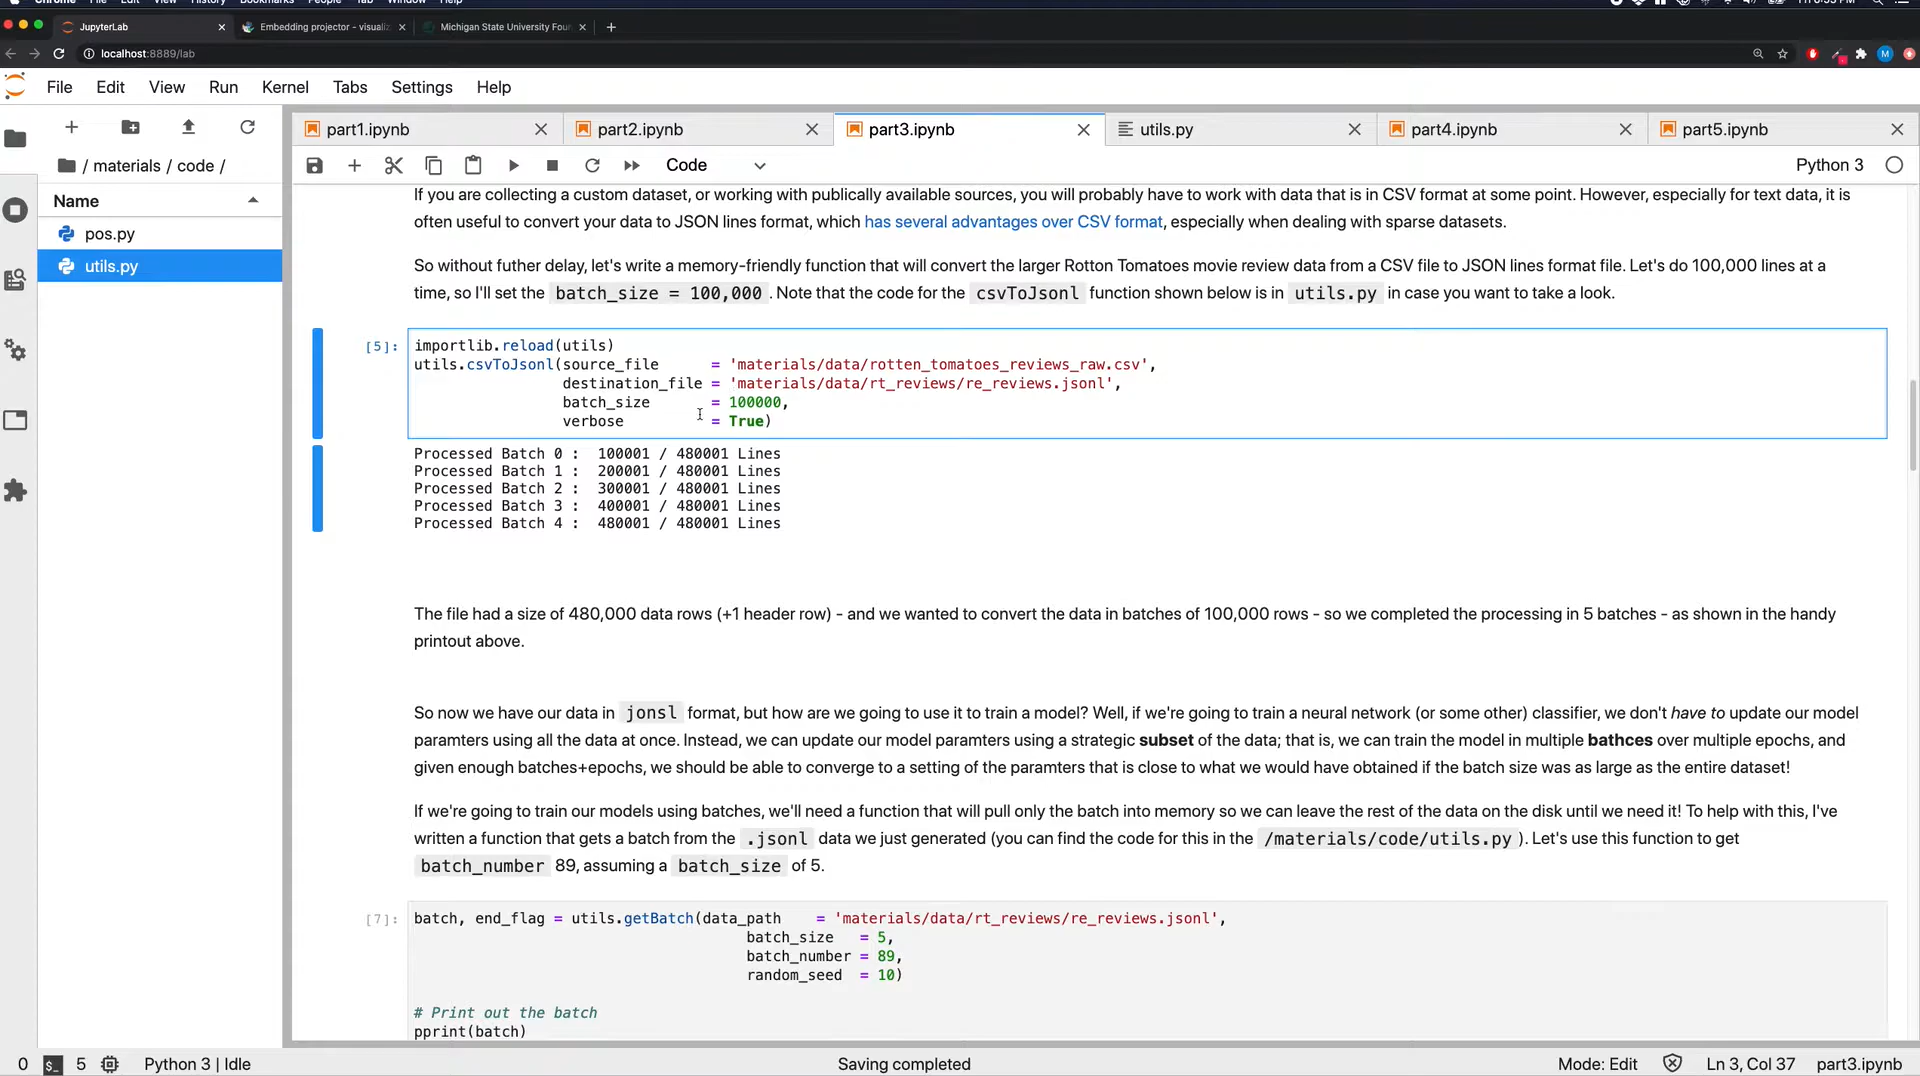 Chrome File Edit View History Bookmarks People Tab Window Help
JupyterLab
Embedding projector - visualiz
Michigan State University Foun
localhost:8889/lab
File Edit View Run Kernel Tabs Settings Help
part1.ipynb
part2.ipynb
part3.ipynb
utils.py
part4.ipynb
part5.ipynb
/ materials / code /
Code
Python 3
Name
pos.py
utils.py
If you are collecting a custom dataset, or working with publically available sources, you will probably have to work with data that is in CSV format at some point. However, especially for text data, it is
often useful to convert your data to JSON lines format, which has several advantages over CSV format, especially when dealing with sparse datasets.
So without futher delay, let's write a memory-friendly function that will convert the larger Rotton Tomatoes movie review data from a CSV file to JSON lines format file. Let's do 100,000 lines at a
time, so I'll set the batch_size = 100,000 . Note that the code for the csvToJsonl function shown below is in utils.py in case you want to take a look.
[5]: importlib.reload(utils)
utils.csvToJsonl(source_file = 'materials/data/rotten_tomatoes_reviews_raw.csv',
destination_file = 'materials/data/rt_reviews/re_reviews.jsonl',
batch_size = 100000,
verbose = True)
Processed Batch 0 : 100001 / 480001 Lines
Processed Batch 1 : 200001 / 480001 Lines
Processed Batch 2 : 300001 / 480001 Lines
Processed Batch 3 : 400001 / 480001 Lines
Processed Batch 4 : 480001 / 480001 Lines
The file had a size of 480,000 data rows (+1 header row) - and we wanted to convert the data in batches of 100,000 rows - so we completed the processing in 5 batches - as shown in the handy
printout above.
So now we have our data in jonsl format, but how are we going to use it to train a model? Well, if we're going to train a neural network (or some other) classifier, we don't have to update our model
paramters using all the data at once. Instead, we can update our model paramters using a strategic subset of the data; that is, we can train the model in multiple bathces over multiple epochs, and
given enough batches+epochs, we should be able to converge to a setting of the paramters that is close to what we would have obtained if the batch size was as large as the entire dataset!
If we're going to train our models using batches, we'll need a function that will pull only the batch into memory so we can leave the rest of the data on the disk until we need it! To help with this, I've
written a function that gets a batch from the .jsonl data we just generated (you can find the code for this in the /materials/code/utils.py ). Let's use this function to get
batch_number 89, assuming a batch_size of 5.
[7]: batch, end_flag = utils.getBatch(data_path = 'materials/data/rt_reviews/re_reviews.jsonl',
batch_size = 5,
batch_number = 89,
random_seed = 10)
# Print out the batch
pprint(batch)
0 5 Python 3 | Idle
Saving completed
Mode: Edit
Ln 3, Col 37
part3.ipynb